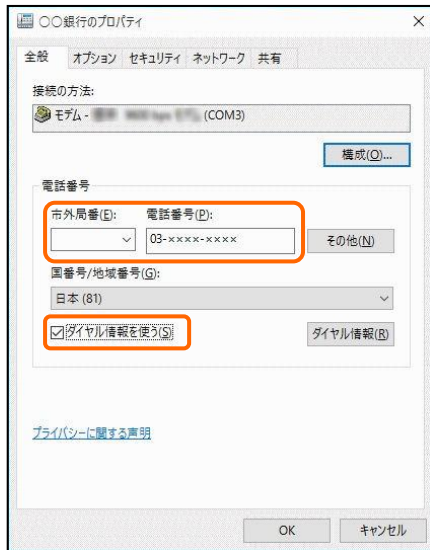 〇〇銀行のプロパティ
全般 オプション セキュリティ ネットワーク 共有
接続の方法:
モデム - (COM3)
構成(O)...
電話番号
市外局番(E): 電話番号(P):
03-××××-×××× その他(N)
国番号/地域番号(G):
日本 (81)
ダイヤル情報を使う(S) ダイヤル情報(R)
プライバシーに関する声明
OK キャンセル